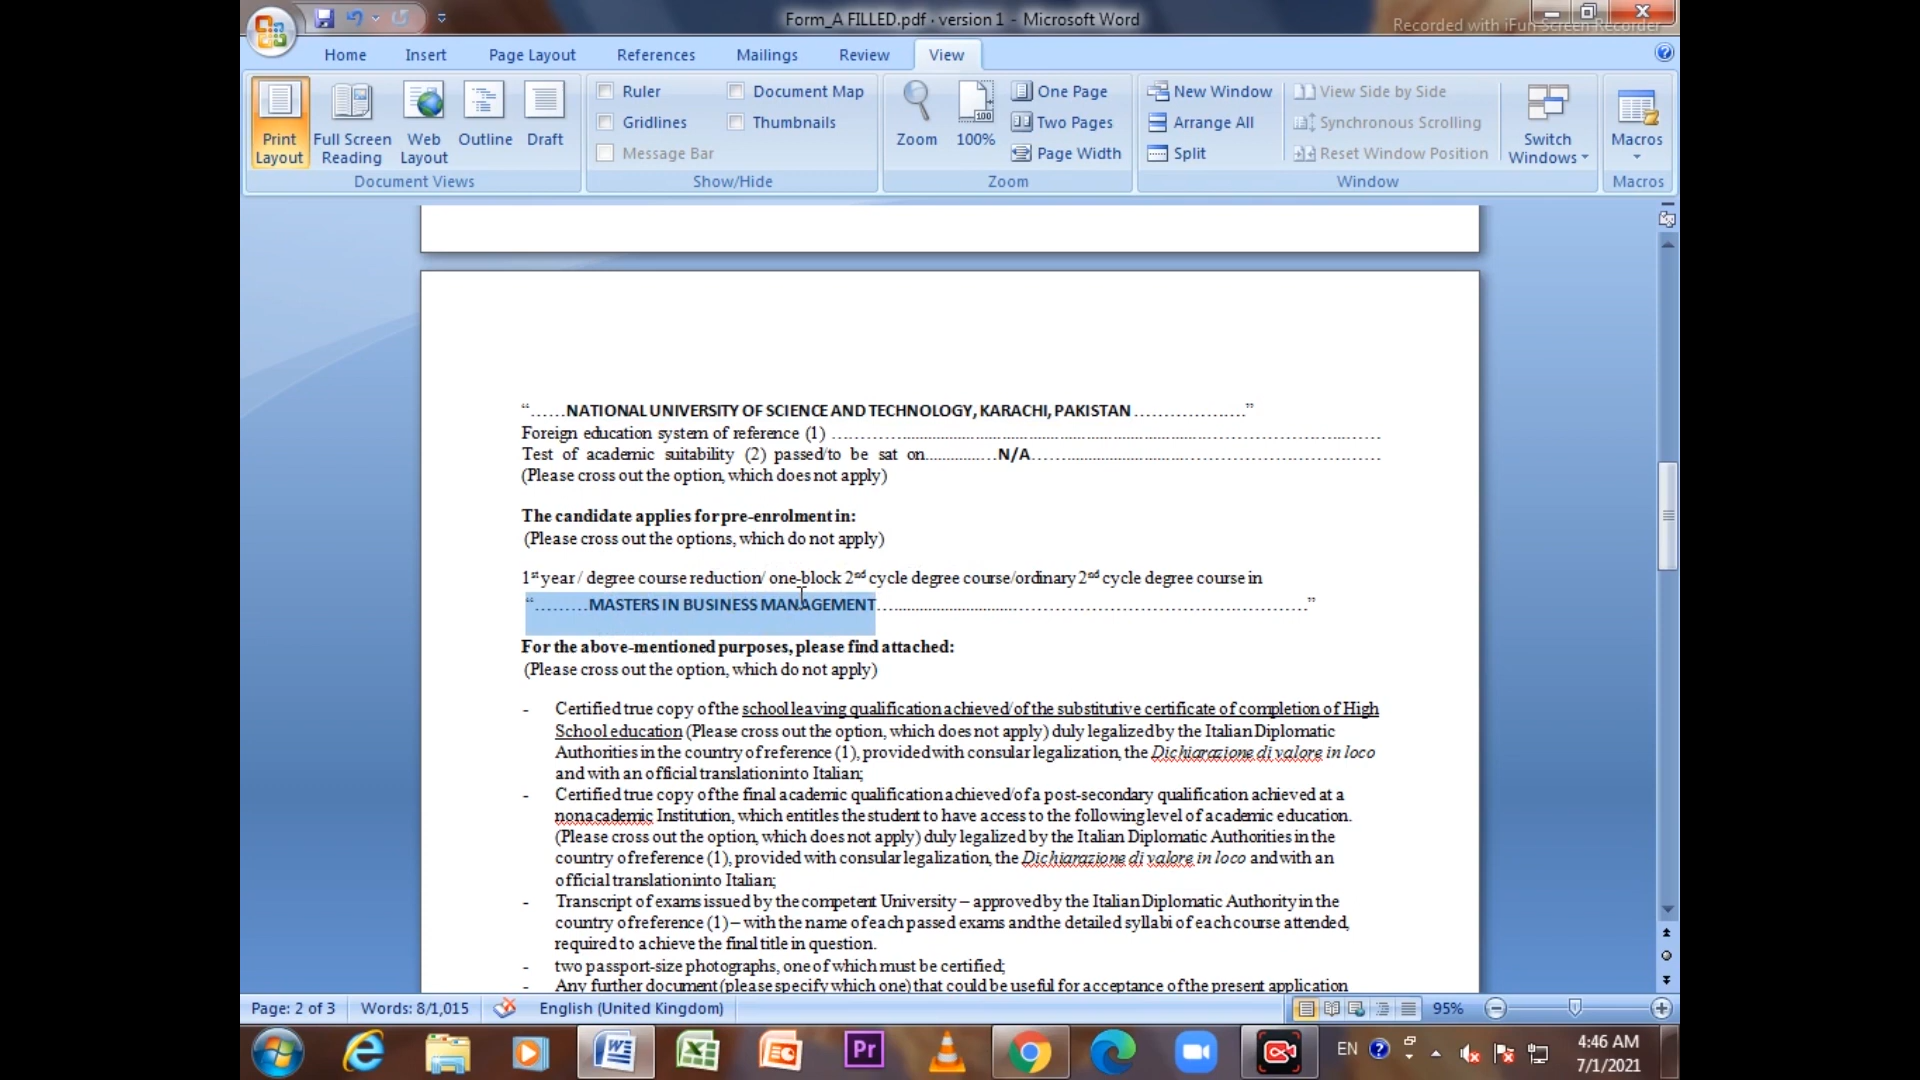 Form_A FILLED.pdf - version 1 - Microsoft Word
Recorded with iFun Screen Recorder
Home Insert Page Layout References Mailings Review View
Print Layout
Full Screen Reading
Web Layout
Outline
Draft
Document Views
Ruler
Gridlines
Message Bar
Document Map
Thumbnails
Show/Hide
Zoom
100%
One Page
Two Pages
Page Width
Zoom
New Window
Arrange All
Split
View Side by Side
Synchronous Scrolling
Reset Window Position
Switch Windows
Window
Macros
Macros
“……NATIONAL UNIVERSITY OF SCIENCE AND TECHNOLOGY, KARACHI, PAKISTAN ………………….”
Foreign education system of reference (1) ………..................................................................……………………………
Test of academic suitability (2) passed/to be sat on..............…N/A……..............................………………………………
(Please cross out the option, which does not apply)
The candidate applies for pre-enrolment in:
(Please cross out the options, which do not apply)
1st year / degree course reduction/ one-block 2nd cycle degree course/ordinary 2nd cycle degree course in
“………MASTERS IN BUSINESS MANAGEMENT…..............................………………………………………….………”
For the above-mentioned purposes, please find attached:
(Please cross out the option, which do not apply)
- Certified true copy of the school leaving qualification achieved/of the substitutive certificate of completion of High
School education (Please cross out the option, which does not apply) duly legalized by the Italian Diplomatic
Authorities in the country of reference (1), provided with consular legalization, the Dichiarazione di valore in loco
and with an official translation into Italian;
- Certified true copy of the final academic qualification achieved/of a post-secondary qualification achieved at a
nonacademic Institution, which entitles the student to have access to the following level of academic education.
(Please cross out the option, which does not apply) duly legalized by the Italian Diplomatic Authorities in the
country of reference (1), provided with consular legalization, the Dichiarazione di valore in loco and with an
official translation into Italian;
- Transcript of exams issued by the competent University – approved by the Italian Diplomatic Authority in the
country of reference (1) – with the name of each passed exams and the detailed syllabi of each course attended,
required to achieve the final title in question.
- two passport-size photographs, one of which must be certified;
- Any further document (please specify which one) that could be useful for acceptance of the present application
Page: 2 of 3 Words: 8/1,015 English (United Kingdom) 95%
Pr
EN
4:46 AM
7/1/2021